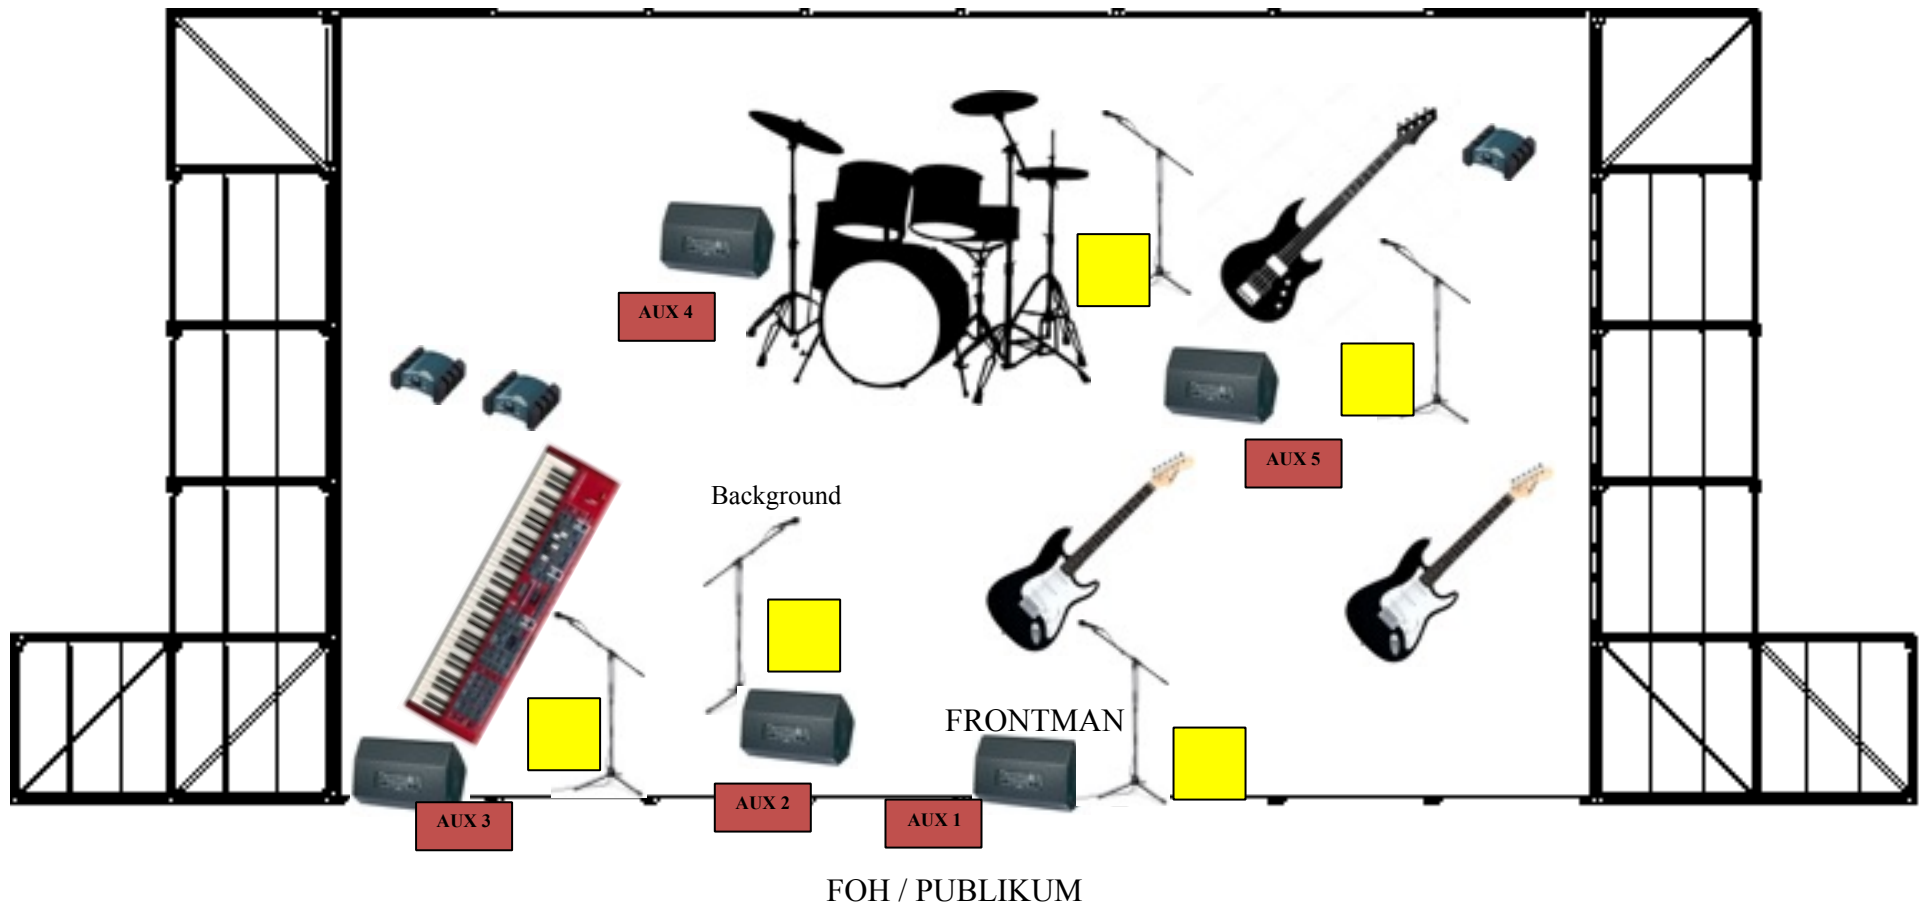 AUX 4
AUX 5
Background
FRONTMAN
AUX 3
AUX 2
AUX 1
FOH / PUBLIKUM